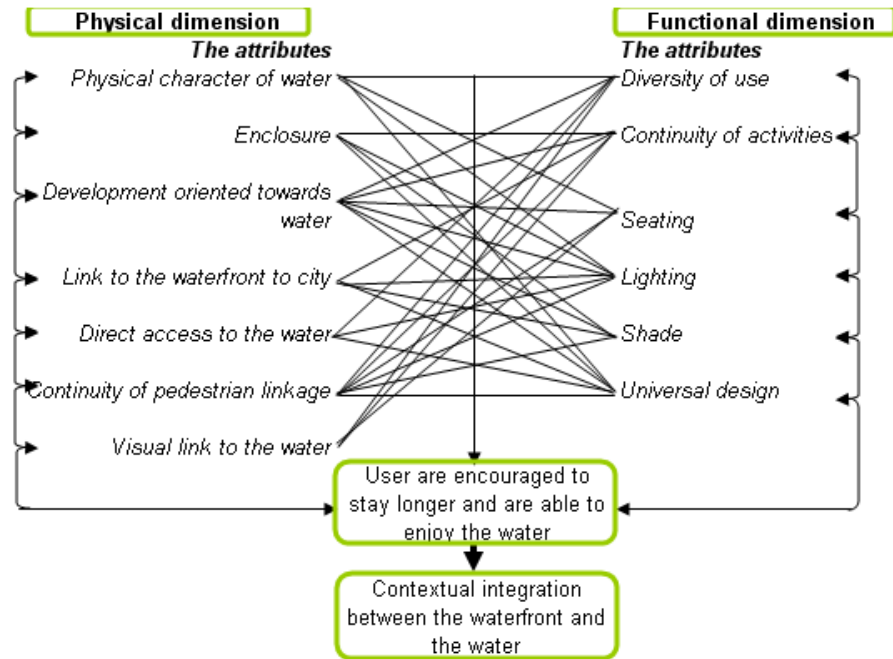 Physical dimension
Functional dimension
The attributes
The attributes
Physical character of water
Diversity of use
Enclosure
Continuity of activities
Development oriented towards
water
Seating
Link to the waterfront to city
Lighting
Direct access to the water
Shade
Continuity of pedestrian linkage
Universal design
Visual link to the water
User are encouraged to
stay longer and are able to
enjoy the water
Contextual integration
between the waterfront and
the water